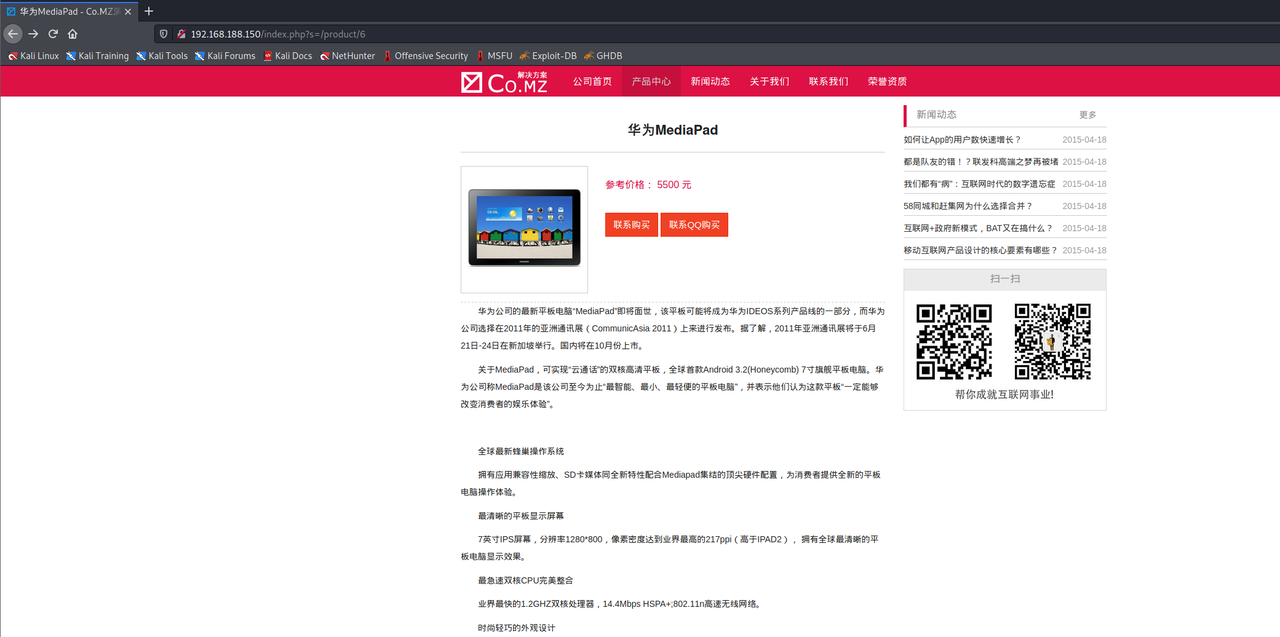 华为MediaPad - Co.MZ
192.168.188.150/index.php?s=/product/6
Kali Linux Kali Training Kali Tools Kali Forums Kali Docs NetHunter Offensive Security MSFU Exploit-DB GHDB
Co.MZ 解决方案 公司首页 产品中心 新闻动态 关于我们 联系我们 荣誉资质
华为MediaPad
参考价格： 5500 元
联系购买 联系QQ购买
华为公司的最新平板电脑“MediaPad”即将面世，该平板可能将成为华为IDEOS系列产品线的一部分，而华为
公司选择在2011年的亚洲通讯展（CommunicAsia 2011）上来进行发布。据了解，2011年亚洲通讯展将于6月
21日-24日在新加坡举行。国内将在10月份上市。
关于MediaPad，可实现“云通话”的双核高清平板，全球首款Android 3.2(Honeycomb) 7寸旗舰平板电脑。华
为公司称MediaPad是该公司至今为止“最智能、最小、最轻便的平板电脑”，并表示他们认为这款平板“一定能够
改变消费者的娱乐体验”。
全球最新蜂巢操作系统
拥有应用兼容性缩放、SD卡媒体同全新特性配合Mediapad集结的顶尖硬件配置，为消费者提供全新的平板
电脑操作体验。
最清晰的平板显示屏幕
7英寸IPS屏幕，分辨率1280*800，像素密度达到业界最高的217ppi（高于IPAD2），拥有全球最清晰的平
板电脑显示效果。
最急速双核CPU完美整合
业界最快的1.2GHZ双核处理器，14.4Mbps HSPA+;802.11n高速无线网络。
时尚轻巧的外观设计
新闻动态 更多
如何让App的用户数快速增长？ 2015-04-18
都是队友的错！？联发科高端之梦再被堵 2015-04-18
我们都有“病”：互联网时代的数字遗忘症 2015-04-18
58同城和赶集网为什么选择合并？ 2015-04-18
互联网+政府新模式，BAT又在搞什么？ 2015-04-18
移动互联网产品设计的核心要素有哪些？ 2015-04-18
扫一扫
帮你成就互联网事业!